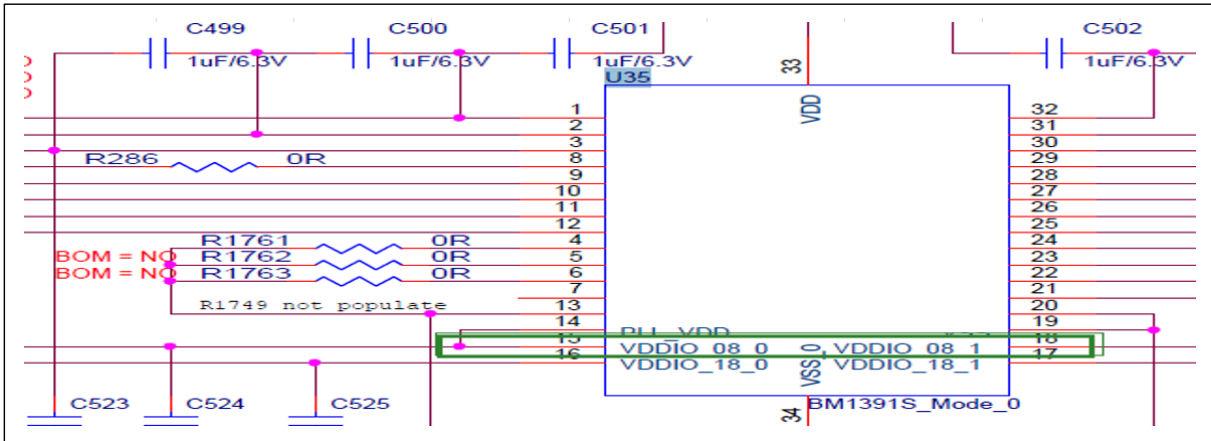 C499 C500 C501 C502
1uF/6.3V 1uF/6.3V 1uF/6.3V 1uF/6.3V
U35
33
VDD
1 32
2 31
3 30
R286 0R 8 29
9 28
10 27
11 26
12 25
R1761 0R 4 24
BOM = NO R1762 0R 5 23
BOM = NO R1763 0R 6 22
7 21
R1749 not populate 13 20
14 PLL_VDD 19
15 VDDIO_08_0 VDDIO_08_1 18
16 VDDIO_18_0 VDDIO_18_1 17
VSS_0
C523 C524 C525
34
BM1391S_Mode_0